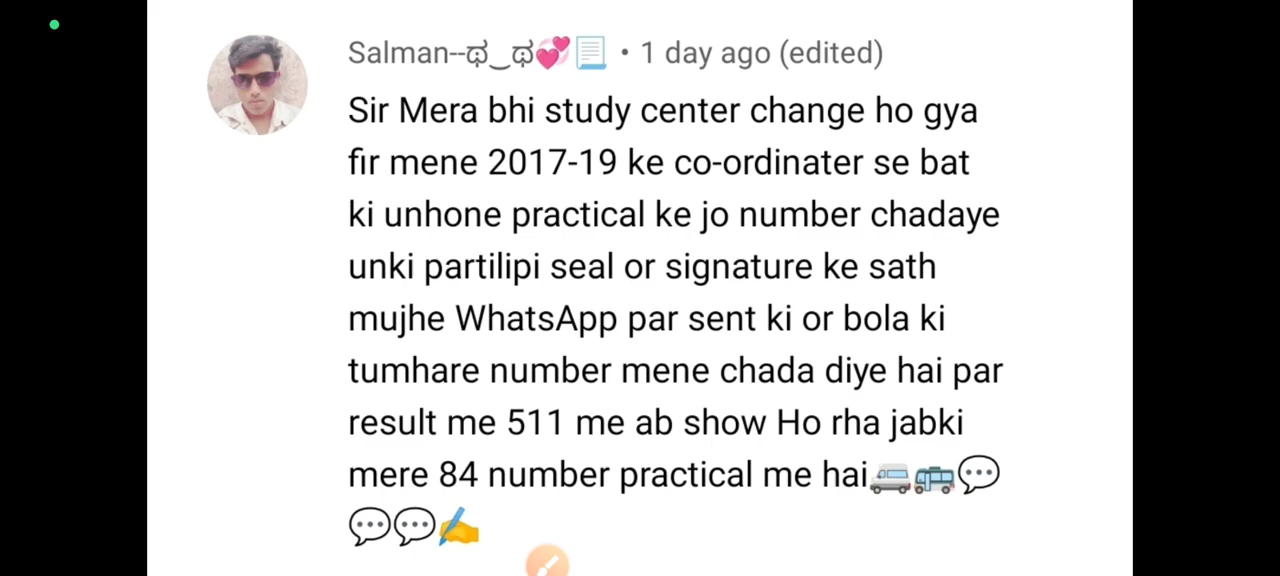 Salman--ಥ‿ಥ💞📃 • 1 day ago (edited)
Sir Mera bhi study center change ho gya
fir mene 2017-19 ke co-ordinater se bat
ki unhone practical ke jo number chadaye
unki partilipi seal or signature ke sath
mujhe WhatsApp par sent ki or bola ki
tumhare number mene chada diye hai par
result me 511 me ab show Ho rha jabki
mere 84 number practical me hai🚐🚌💬
💬💬✍️